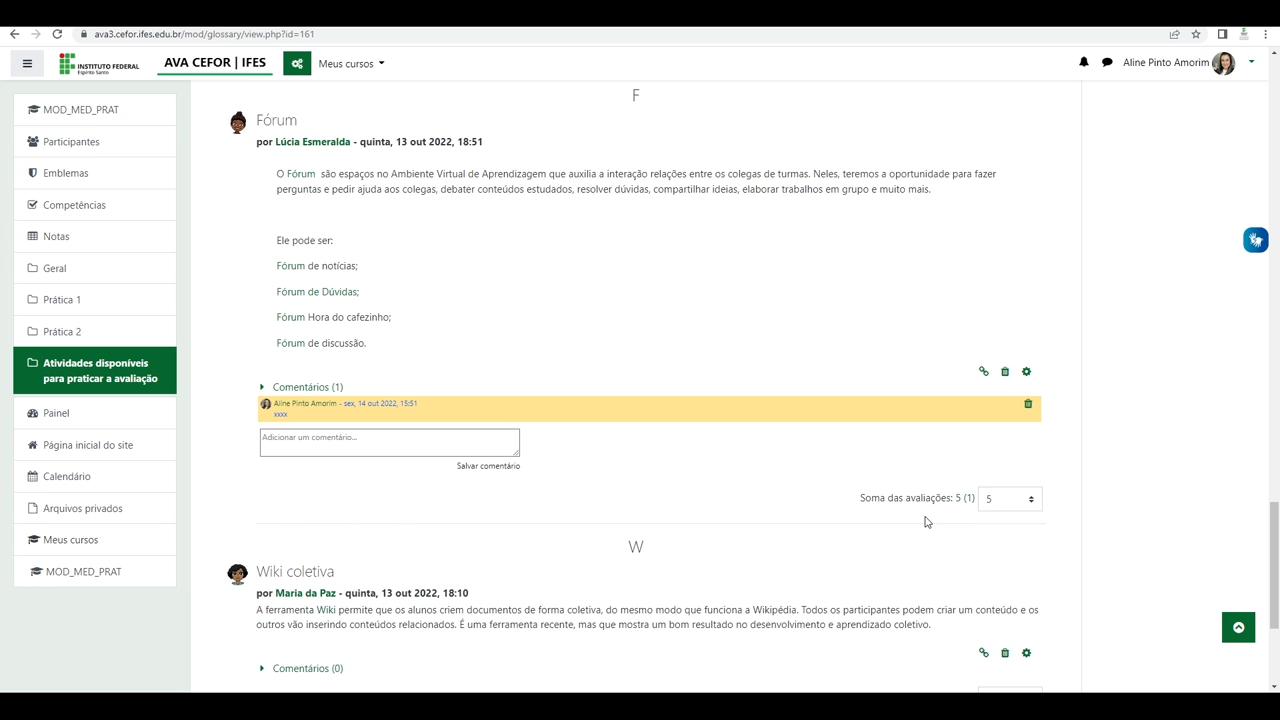 ava3.cefor.ifes.edu.br/mod/glossary/view.php?id=161
INSTITUTO FEDERAL
Espírito Santo
AVA CEFOR | IFES
Meus cursos
Aline Pinto Amorim
MOD_MED_PRAT
Participantes
Emblemas
Competências
Notas
Geral
Prática 1
Prática 2
Atividades disponíveis
para praticar a avaliação
Painel
Página inicial do site
Calendário
Arquivos privados
Meus cursos
MOD_MED_PRAT
F
Fórum
por Lúcia Esmeralda - quinta, 13 out 2022, 18:51
O Fórum são espaços no Ambiente Virtual de Aprendizagem que auxilia a interação relações entre os colegas de turmas. Neles, teremos a oportunidade para fazer
perguntas e pedir ajuda aos colegas, debater conteúdos estudados, resolver dúvidas, compartilhar ideias, elaborar trabalhos em grupo e muito mais.
Ele pode ser:
Fórum de notícias;
Fórum de Dúvidas;
Fórum Hora do cafezinho;
Fórum de discussão.
Comentários (1)
Aline Pinto Amorim - sex, 14 out 2022, 15:51
xxxx
Adicionar um comentário...
Salvar comentário
Soma das avaliações: 5 (1) 5
W
Wiki coletiva
por Maria da Paz - quinta, 13 out 2022, 18:10
A ferramenta Wiki permite que os alunos criem documentos de forma coletiva, do mesmo modo que funciona a Wikipédia. Todos os participantes podem criar um conteúdo e os
outros vão inserindo conteúdos relacionados. É uma ferramenta recente, mas que mostra um bom resultado no desenvolvimento e aprendizado coletivo.
Comentários (0)